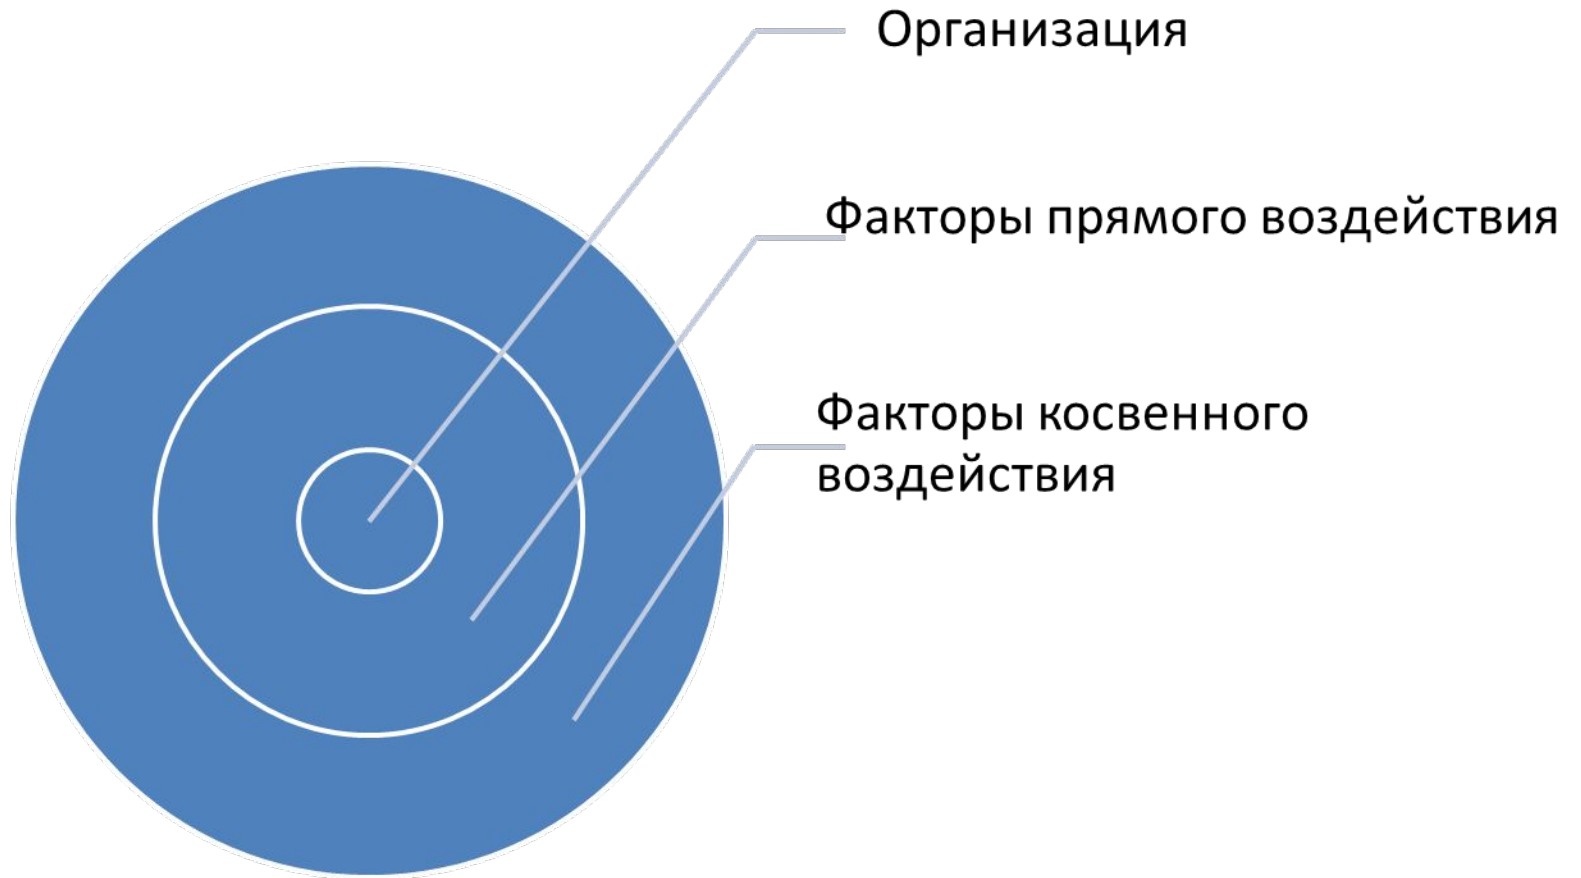 Организация
Факторы прямого воздействия
Факторы косвенного
воздействия